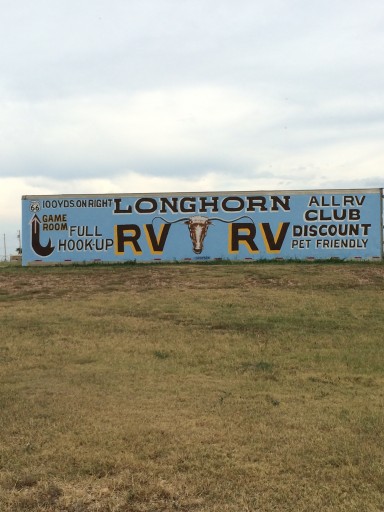 66 100YDS. ON RIGHT
GAME
ROOM
FULL
HOOK-UP
LONGHORN
RV RV
ALL RV
CLUB
DISCOUNT
PET FRIENDLY